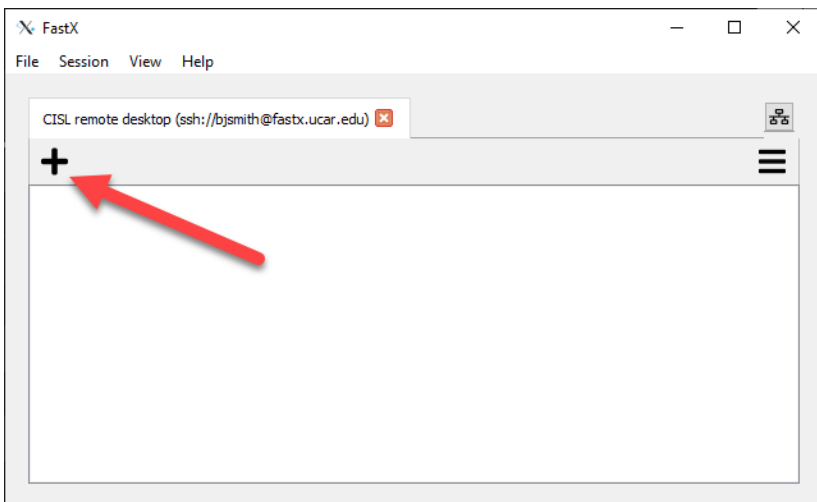 FastX
File Session View Help
CISL remote desktop (ssh://bjsmith@fastx.ucar.edu)